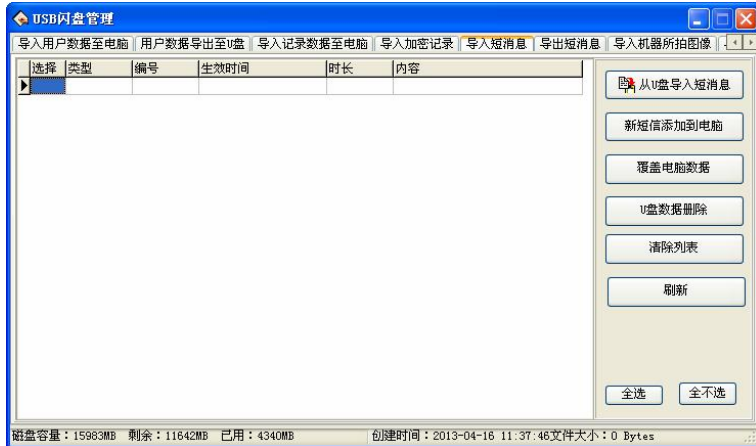 USB闪盘管理
导入用户数据至电脑 用户数据导出至U盘 导入记录数据至电脑 导入加密记录 导入短消息 导出短消息 导入机器所拍图像
选择 类型 编号 生效时间 时长 内容
从U盘导入短消息
新短信添加到电脑
覆盖电脑数据
U盘数据删除
清除列表
刷新
全选 全不选
磁盘容量：15983MB 剩余：11642MB 已用：4340MB 创建时间：2013-04-16 11:37:46文件大小：0 Bytes